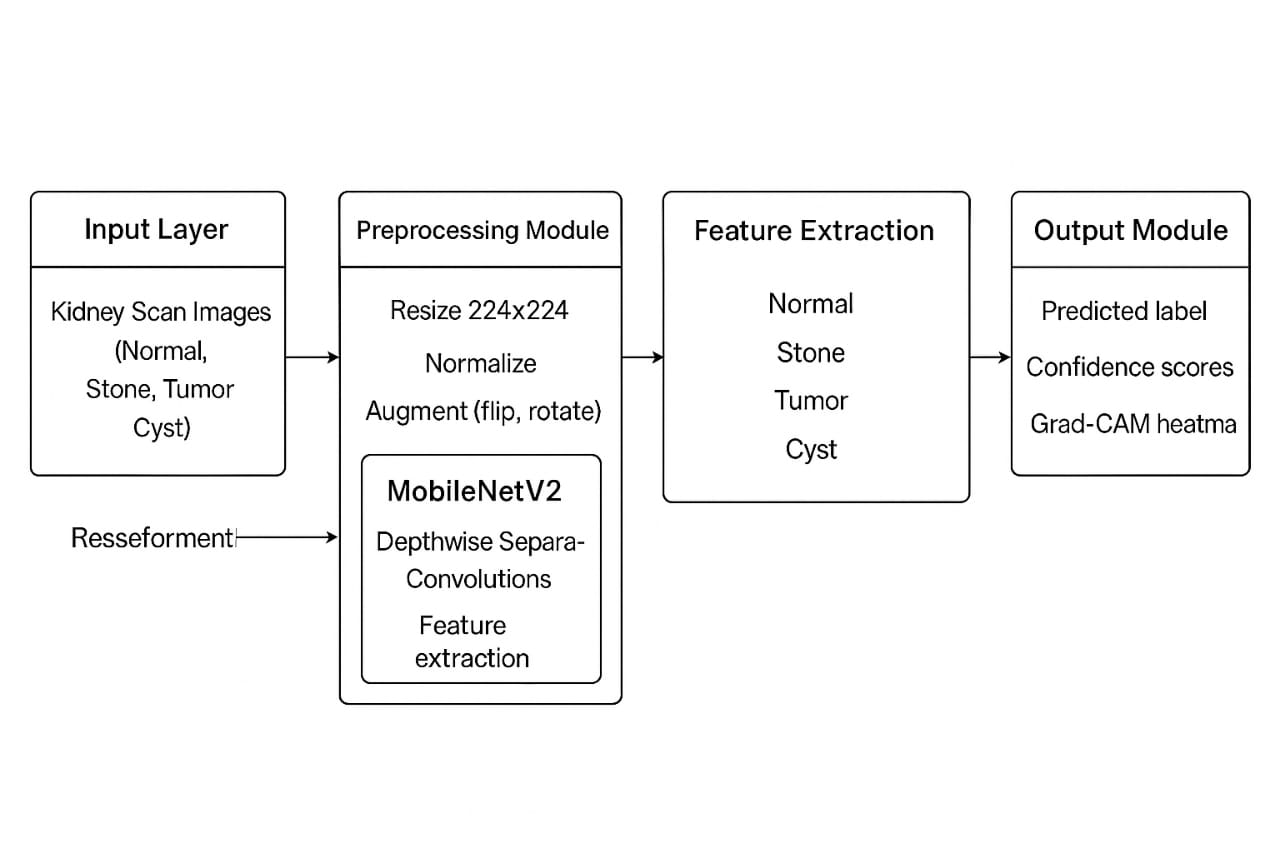 Input Layer
Kidney Scan Images
(Normal,
Stone, Tumor
Cyst)
Resseforment
Preprocessing Module
Resize 224x224
Normalize
Augment (flip, rotate)
MobileNetV2
Depthwise Separa-
Convolutions
Feature
extraction
Feature Extraction
Normal
Stone
Tumor
Cyst
Output Module
Predicted label
Confidence scores
Grad-CAM heatma